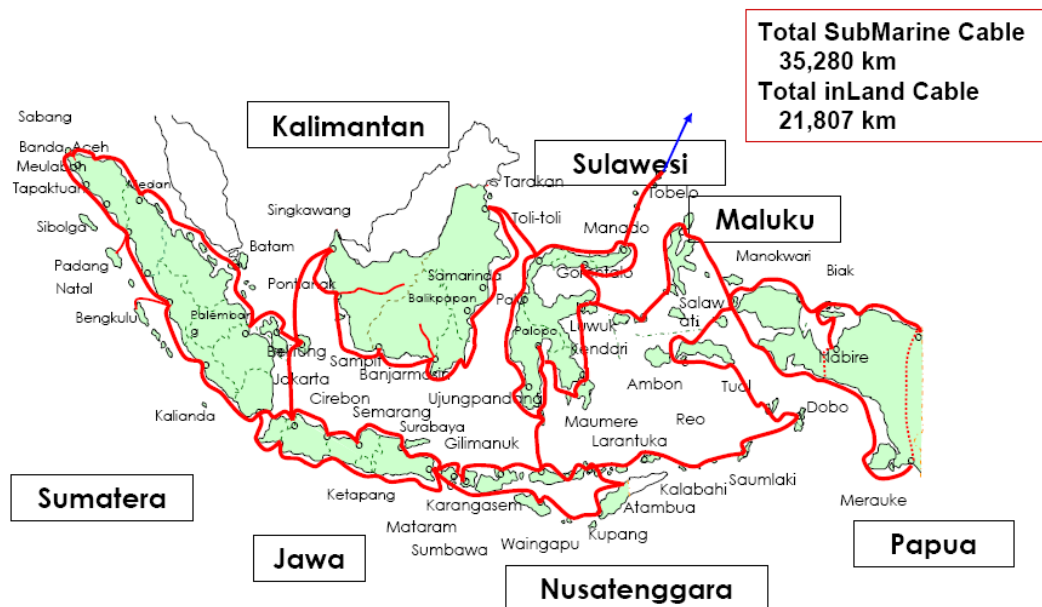 Total SubMarine Cable
35,280 km
Total inLand Cable
21,807 km
Sabang
Kalimantan
Banda Aceh
Sulawesi
Meulaboh
Tapaktuan
Medan
Tarakan
Tobelo
Singkawang
Toli-toli
Maluku
Sibolga
Manado
Batam
Manokwari
Biak
Padang
Gorontalo
Natal
Pontianak
Samarinda
Balikpapan
Palu
Salaw
ati
Bengkulu
Palembang
Luwuk
Palopo
Belitung
Kendari
Sampit
Nabire
Jakarta
Banjarmasin
Ambon
Tual
Cirebon
Ujungpandang
Kalianda
Semarang
Maumere
Reo
Dobo
Surabaya
Gilimanuk
Larantuka
Sumatera
Ketapang
Karangasem
Kalabahi
Saumlaki
Atambua
Merauke
Mataram
Kupang
Jawa
Sumbawa
Waingapu
Papua
Nusatenggara